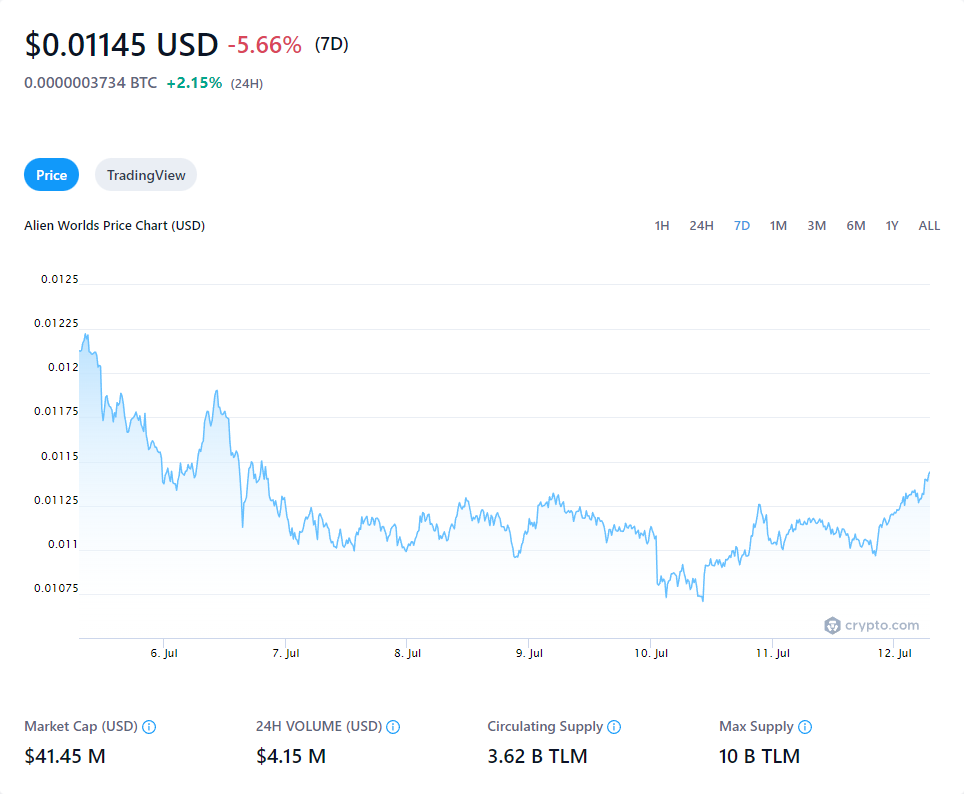 $0.01145 USD -5.66% (7D)
0.0000003734 BTC +2.15% (24H)
Price TradingView
Alien Worlds Price Chart (USD) 1H 24H 7D 1M 3M 6M 1Y ALL
0.0125
0.01225
0.012
0.01175
0.0115
0.01125
0.011
0.01075
crypto.com
6. Jul 7. Jul 8. Jul 9. Jul 10. Jul 11. Jul 12. Jul
Market Cap (USD) 24H VOLUME (USD) Circulating Supply Max Supply
$41.45 M $4.15 M 3.62 B TLM 10 B TLM